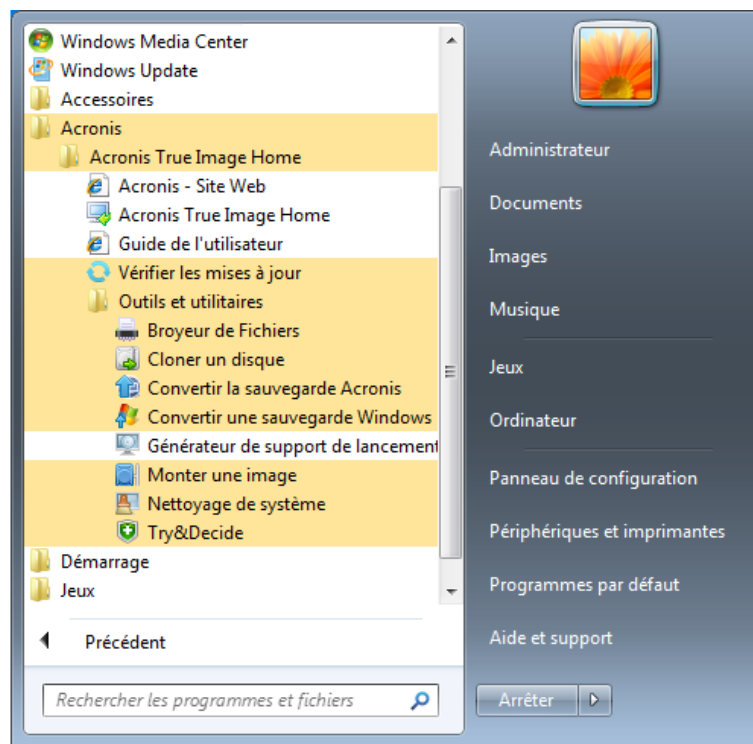 Windows Media Center
Windows Update
Accessoires
Acronis
Acronis True Image Home
Acronis - Site Web
Acronis True Image Home
Guide de l'utilisateur
Vérifier les mises à jour
Outils et utilitaires
Broyeur de Fichiers
Cloner un disque
Convertir la sauvegarde Acronis
Convertir une sauvegarde Windows
Générateur de support de lancement
Monter une image
Nettoyage de système
Try&Decide
Démarrage
Jeux
Précédent
Rechercher les programmes et fichiers
Administrateur
Documents
Images
Musique
Jeux
Ordinateur
Panneau de configuration
Périphériques et imprimantes
Programmes par défaut
Aide et support
Arrêter